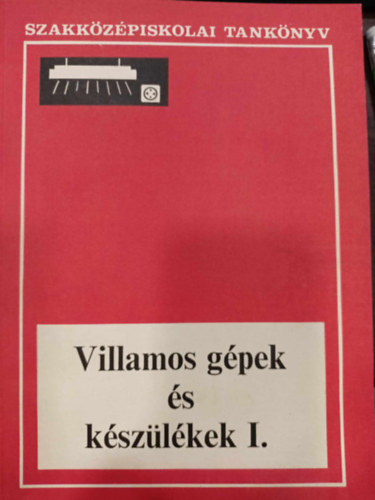 SZAKKÖZÉPISKOLAI TANKÖNYV
Villamos gépek
és
készülékek I.